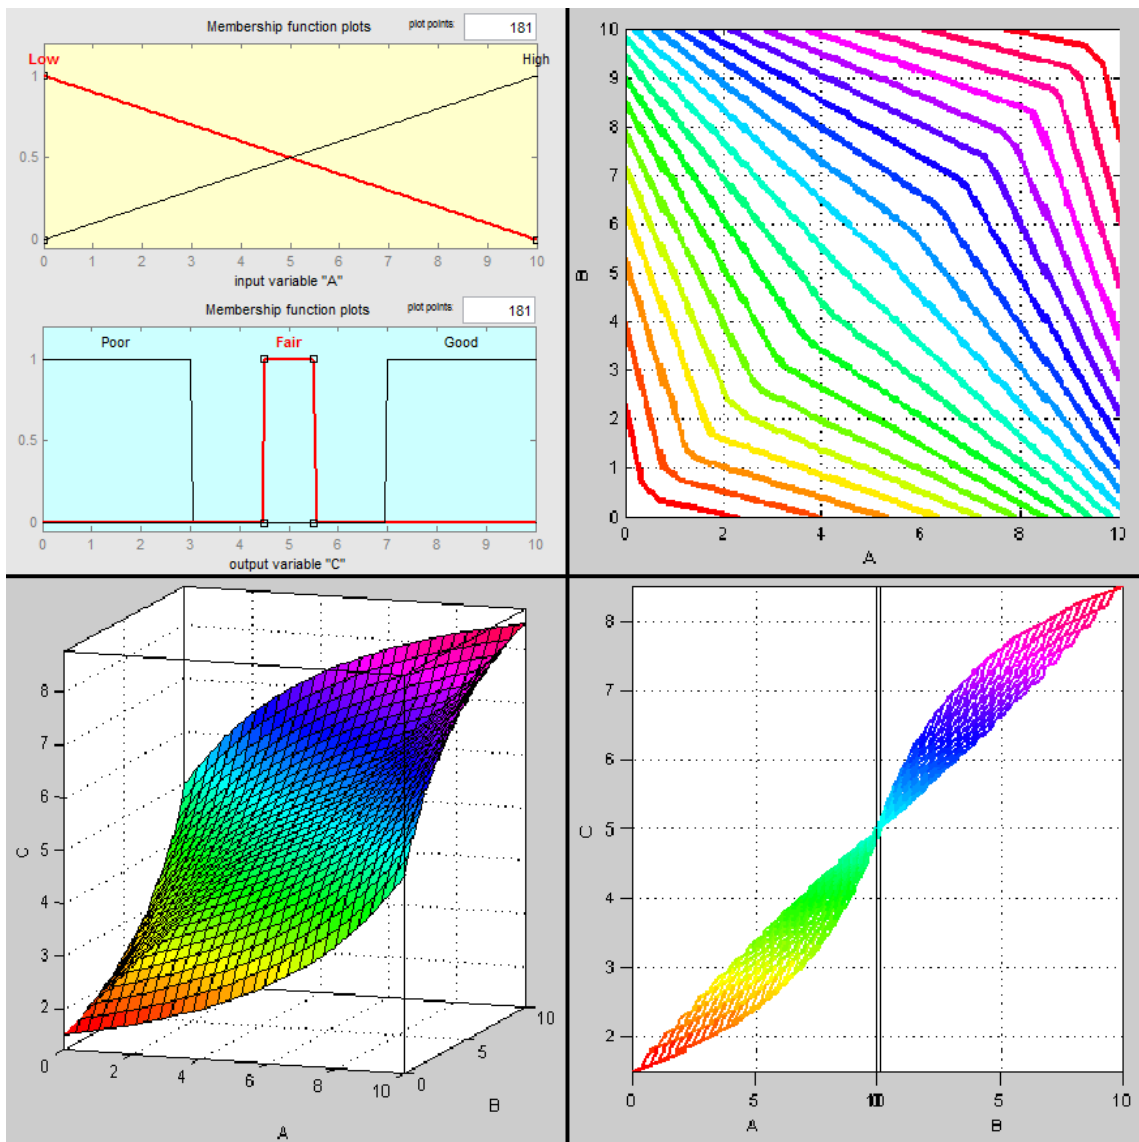 Membership function plots plot points: 181
Low High
1
0.5
0
0 1 2 3 4 5 6 7 8 9 10
input variable "A"
Membership function plots plot points: 181
Poor Fair Good
1
0.5
0
0 1 2 3 4 5 6 7 8 9 10
output variable "C"
10
9
8
7
6
5
4
3
2
1
0
B
0 2 4 6 8 10
A
8
7
6
5
4
3
2
C
0 2 4 6 8 10
A
0 5 10
B
8
7
6
5
4
3
2
C
0 5 10 0 5 10
A B